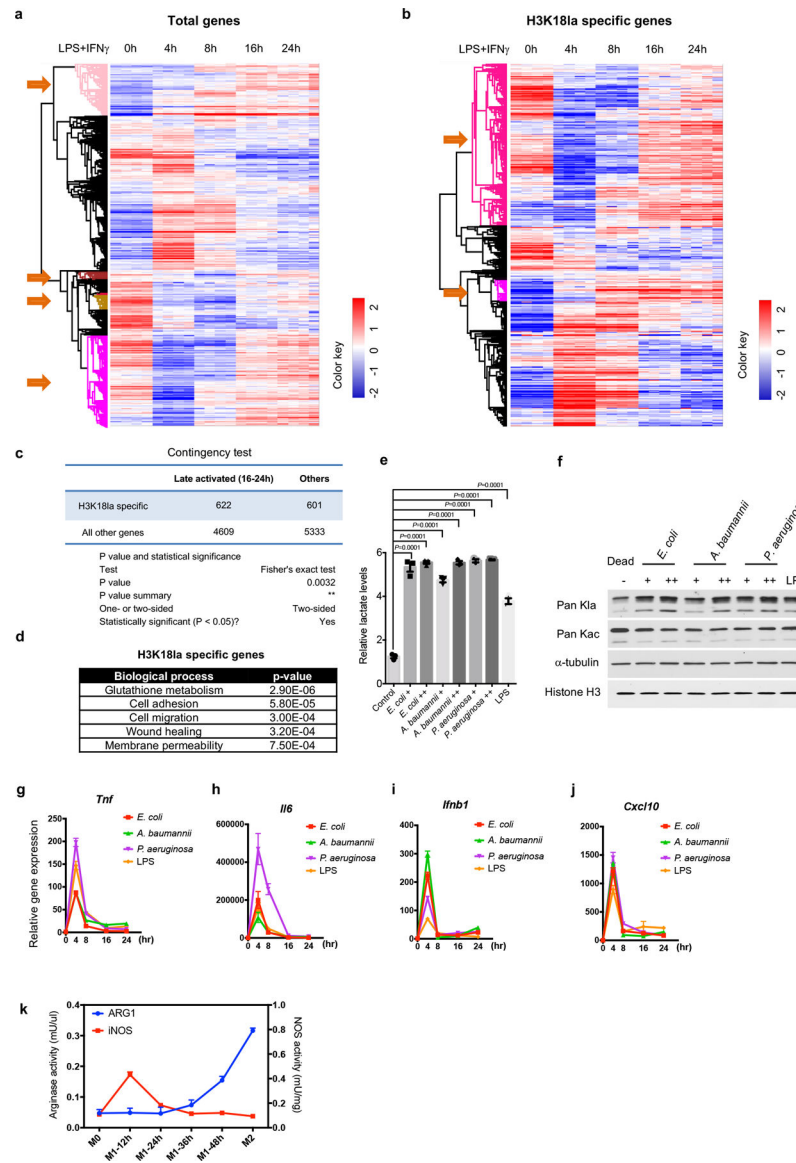 a
Total genes
LPS+IFNγ 0h 4h 8h 16h 24h
Color key
-2 -1 0 1 2
b
H3K18la specific genes
LPS+IFNγ 0h 4h 8h 16h 24h
Color key
-2 -1 0 1 2
c
Contingency test
Late activated (16-24h) Others
H3K18la specific 622 601
All other genes 4609 5333
P value and statistical significance
Test Fisher's exact test
P value 0.0032
P value summary **
One- or two-sided Two-sided
Statistically significant (P < 0.05)? Yes
d
H3K18la specific genes
Biological process p-value
Glutathione metabolism 2.90E-06
Cell adhesion 5.80E-05
Cell migration 3.00E-04
Wound healing 3.20E-04
Membrane permeability 7.50E-04
e
P=0.0001
P=0.0001
P=0.0001
P=0.0001
P=0.0001
P=0.0001
P=0.0001
Relative lactate levels
6
4
2
0
Control
E. coli +
E. coli ++
A. baumannii +
A. baumannii ++
P. aeruginosa +
P. aeruginosa ++
LPS
f
Dead E. coli A. baumannii P. aerugino
- + ++ + ++ + ++ LP
Pan Kla
Pan Kac
α-tubulin
Histone H3
g
Tnf
Relative gene expression
250
200
150
100
50
0
0 4 8 16 24 (hr)
E. coli
A. baumannii
P. aeruginosa
LPS
h
Il6
600000
400000
200000
0
0 4 8 16 24 (hr)
E. coli
A. baumannii
P. aeruginosa
LPS
i
Ifnb1
400
300
200
100
0
0 4 8 16 24 (hr)
E. coli
A. baumannii
P. aeruginosa
LPS
j
Cxcl10
2000
1500
1000
500
0
0 4 8 16 24 (hr)
E. coli
A. baumannii
P. aeruginosa
LPS
k
ARG1
iNOS
Arginase activity (mU/ul)
0.4
0.3
0.2
0.1
0.0
NOS activity (mU/mg)
1.0
0.8
0.6
0.4
0.2
0.0
M0 M1-12h M1-24h M1-36h M1-48h M2